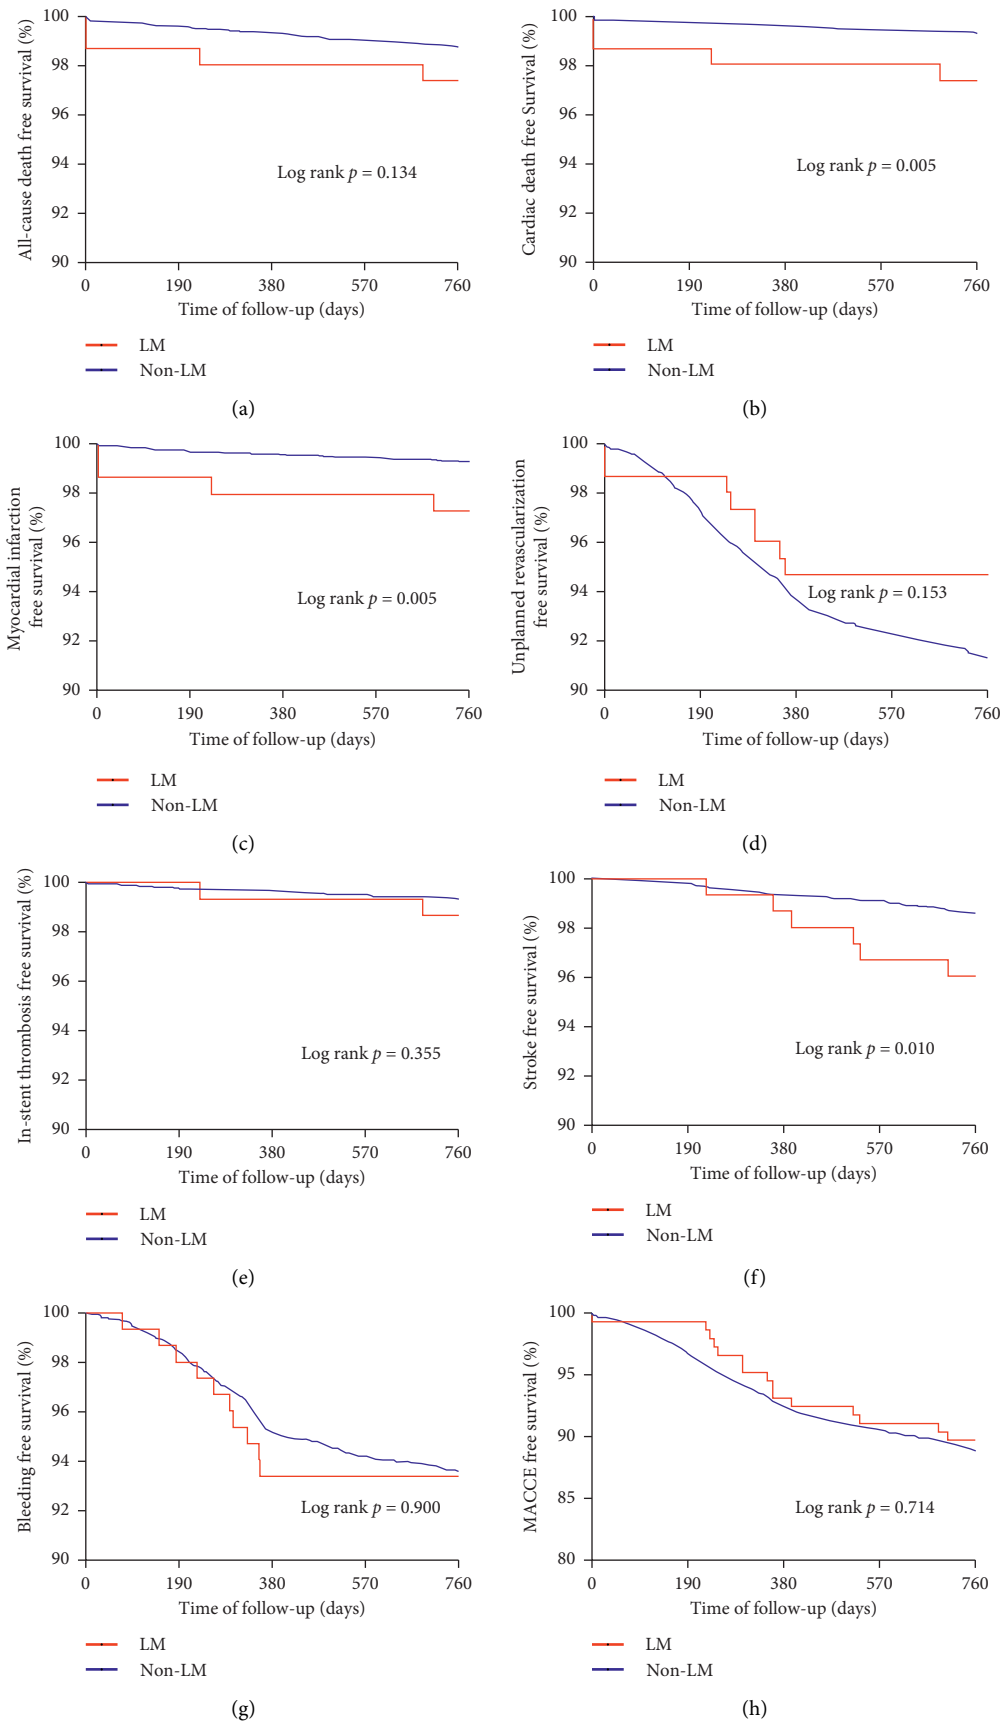 All-cause death free survival (%)
100
98
96
94
92
90
Log rank p = 0.134
0 190 380 570 760
Time of follow-up (days)
LM
Non-LM
(a)
Cardiac death free Survival (%)
100
98
96
94
92
90
Log rank p = 0.005
0 190 380 570 760
Time of follow-up (days)
LM
Non-LM
(b)
Myocardial infarction
free survival (%)
100
98
96
94
92
90
Log rank p = 0.005
0 190 380 570 760
Time of follow-up (days)
LM
Non-LM
(c)
Unplanned revascularization
free survival (%)
100
98
96
94
92
90
Log rank p = 0.153
0 190 380 570 760
Time of follow-up (days)
LM
Non-LM
(d)
In-stent thrombosis free survival (%)
100
98
96
94
92
90
Log rank p = 0.355
0 190 380 570 760
Time of follow-up (days)
LM
Non-LM
(e)
Stroke free survival (%)
100
98
96
94
92
90
Log rank p = 0.010
0 190 380 570 760
Time of follow-up (days)
LM
Non-LM
(f)
Bleeding free survival (%)
100
98
96
94
92
90
Log rank p = 0.900
0 190 380 570 760
Time of follow-up (days)
LM
Non-LM
(g)
MACCE free survival (%)
100
95
90
85
80
Log rank p = 0.714
0 190 380 570 760
Time of follow-up (days)
LM
Non-LM
(h)